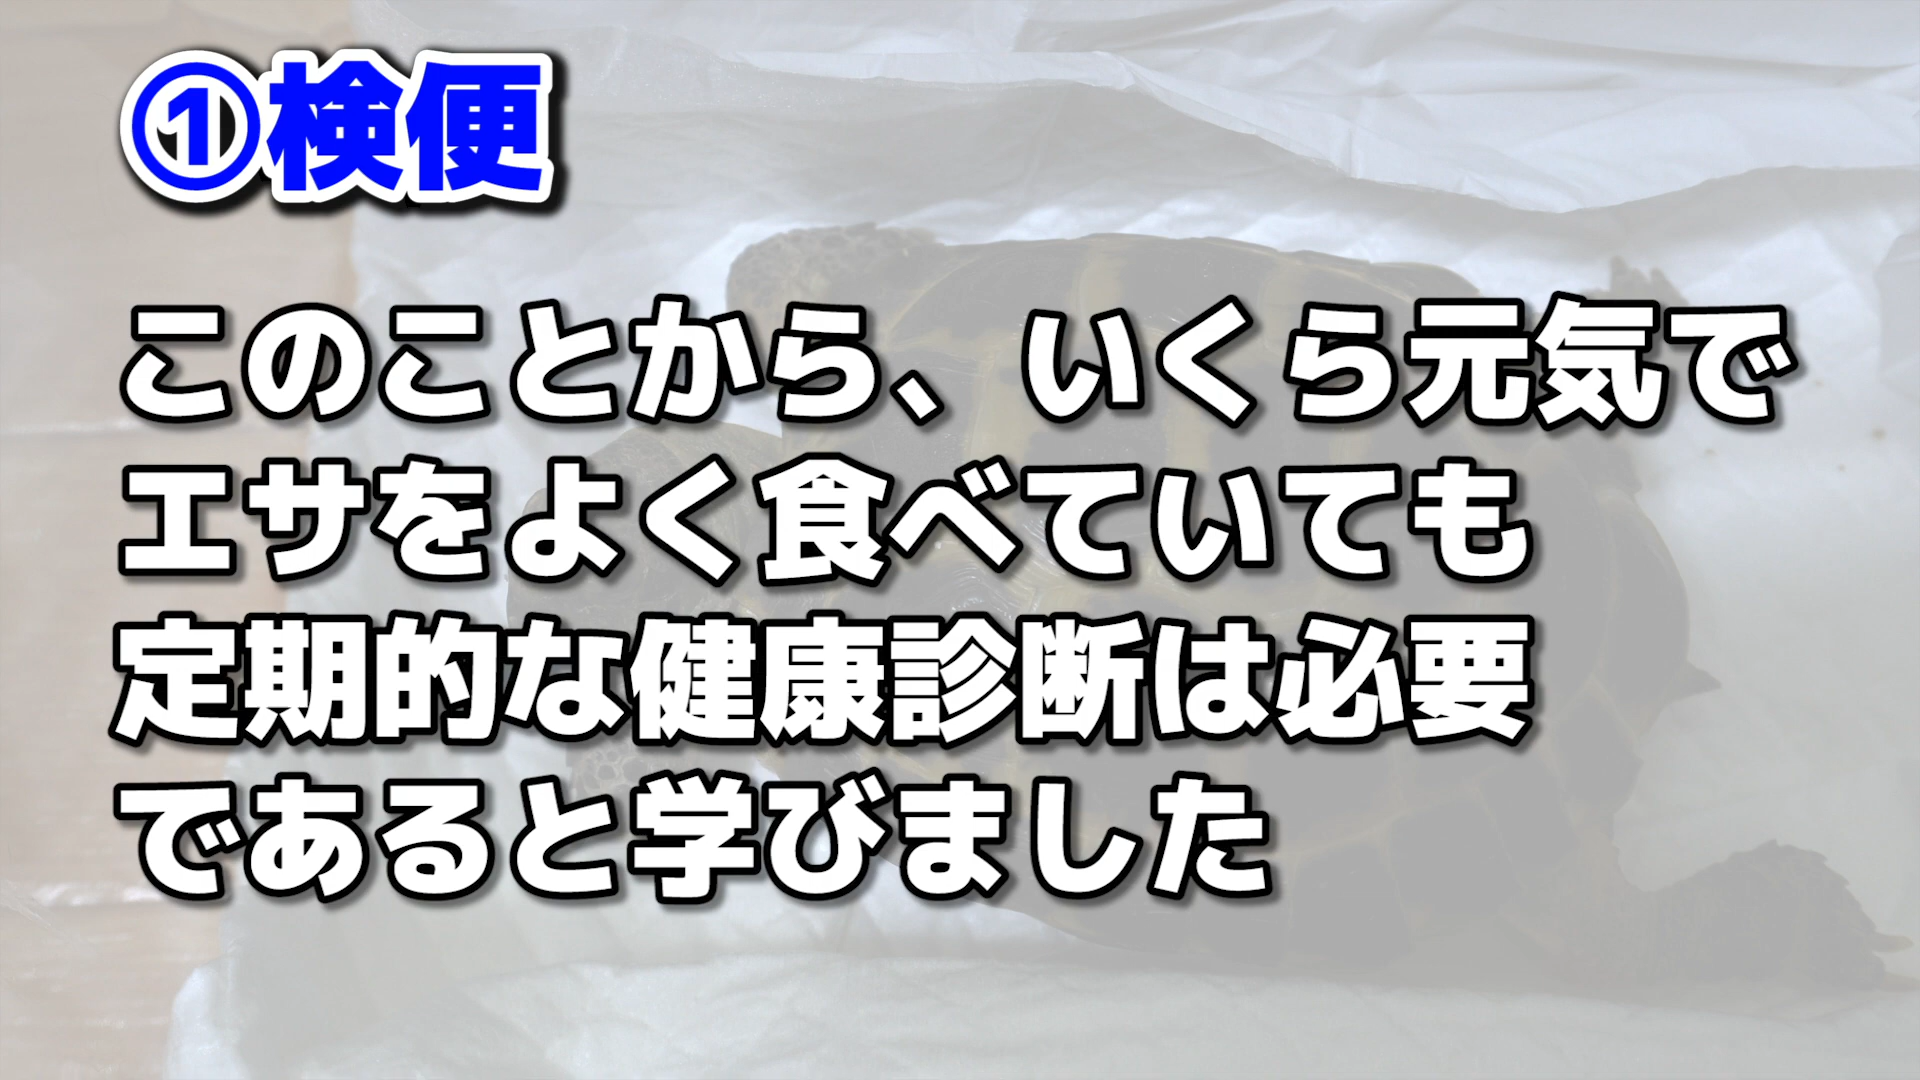 ①検便
このことから、いくら元気で
エサをよく食べていても
定期的な健康診断は必要
であると学びました